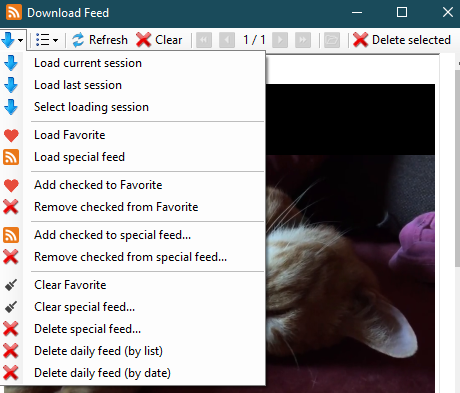 Download Feed
Refresh Clear 1 / 1 Delete selected
Load current session
Load last session
Select loading session
Load Favorite
Load special feed
Add checked to Favorite
Remove checked from Favorite
Add checked to special feed...
Remove checked from special feed...
Clear Favorite
Clear special feed...
Delete special feed...
Delete daily feed (by list)
Delete daily feed (by date)